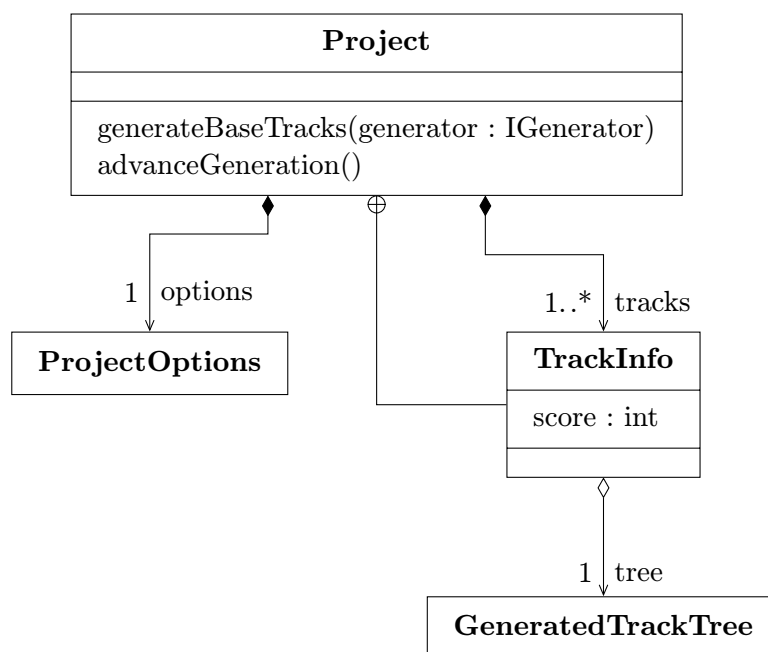 Project
generateBaseTracks(generator : IGenerator)
advanceGeneration()
1 options
1..* tracks
ProjectOptions
TrackInfo
score : int
1 tree
GeneratedTrackTree